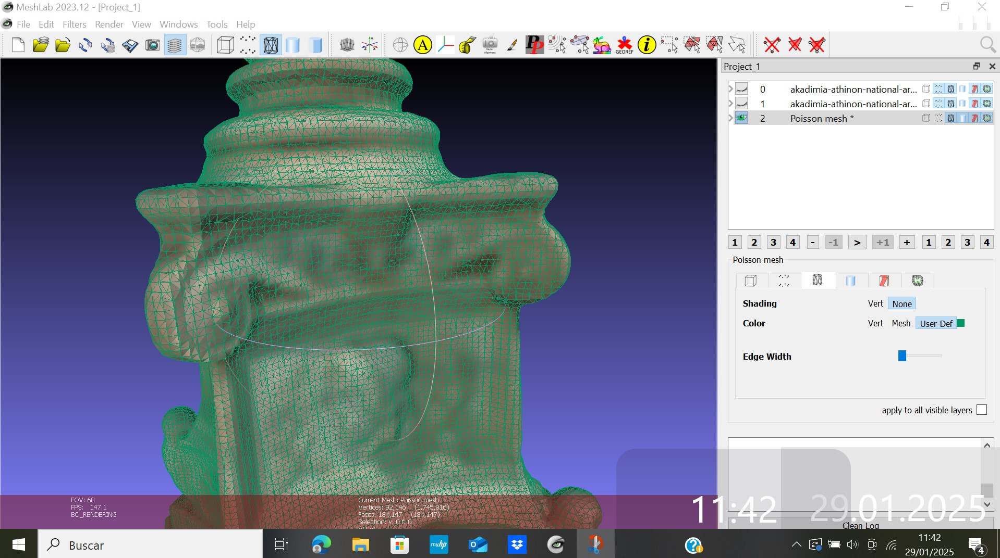 MeshLab 2023.12 - [Project_1]
File Edit Filters Render View Windows Tools Help
A
PP
GEOREF
i
Raster
Alignment
Project_1
0 akadimia-athinon-national-ar...
1 akadimia-athinon-national-ar...
2 Poisson mesh *
1 2 3 4 - -1 > +1 + 1 2 3 4
Poisson mesh
Shading Vert None
Color Vert Mesh User-Def
Edge Width
apply to all visible layers
FOV: 60
FPS: 147.1
BO_RENDERING
Current Mesh: Poisson mesh
Vertices: 92,146 (1,745,816)
Faces: 184,147 (184,147)
Selection: v: 0 f: 0
11:42 29.01.2025
Clean Log
Buscar
myhp
11:42
29/01/2025
4